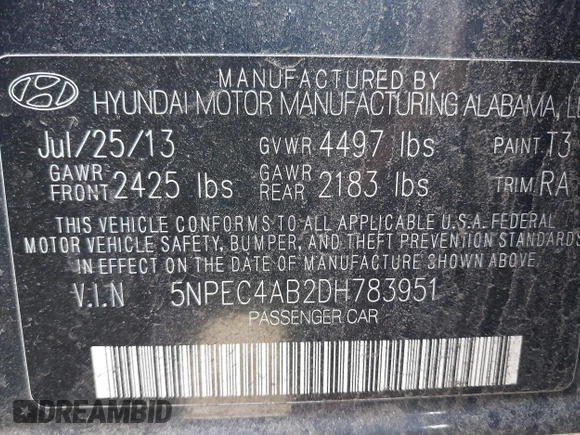 MANUFACTURED BY
HYUNDAI MOTOR MANUFACTURING ALABAMA,
Jul/25/13 GVWR 4497 lbs PAINT T3
GAWR FRONT 2425 lbs GAWR REAR 2183 lbs TRIM RA
THIS VEHICLE CONFORMS TO ALL APPLICABLE U.S.A. FEDERAL
MOTOR VEHICLE SAFETY, BUMPER, AND THEFT PREVENTION STANDARDS
IN EFFECT ON THE DATE OF MANUFACTURE SHOWN ABOVE.
V.I.N 5NPEC4AB2DH783951
PASSENGER CAR
DREAMBID